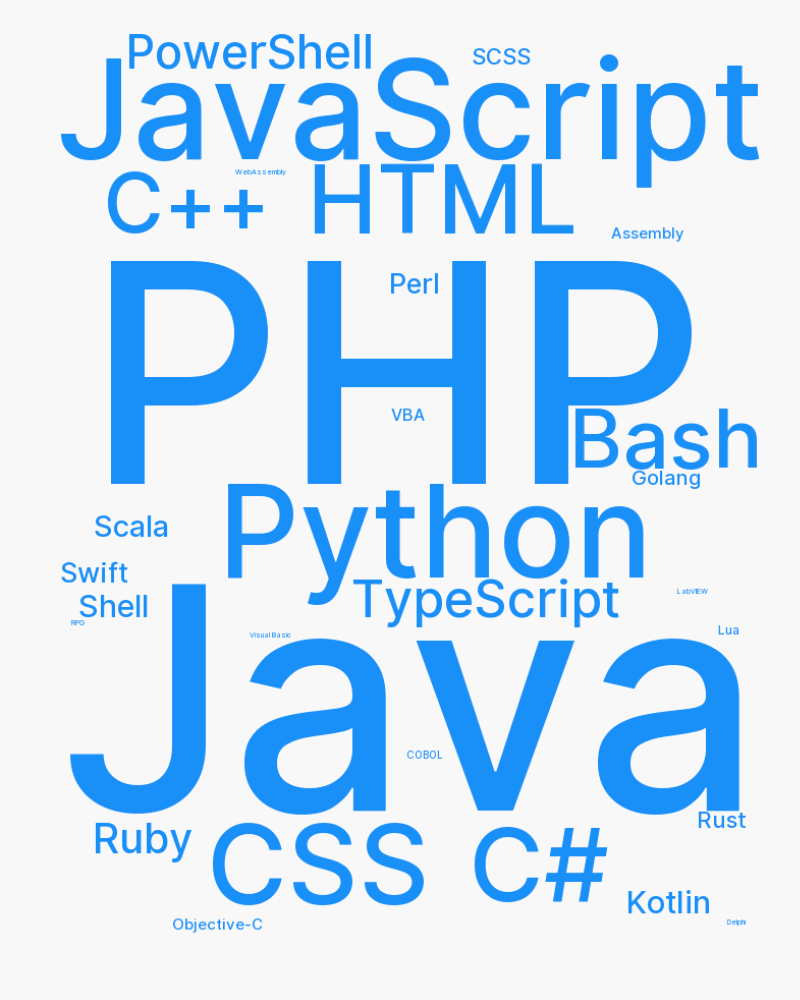 PowerShell
SCSS
JavaScript
WebAssembly
C++ HTML
Assembly
Perl
PHP
VBA
Bash
Golang
Python
Scala
Swift
TypeScript
LabVIEW
Shell
RPG
Lua
Visual Basic
Java
COBOL
Rust
Ruby
CSS C#
Kotlin
Objective-C
Delphi